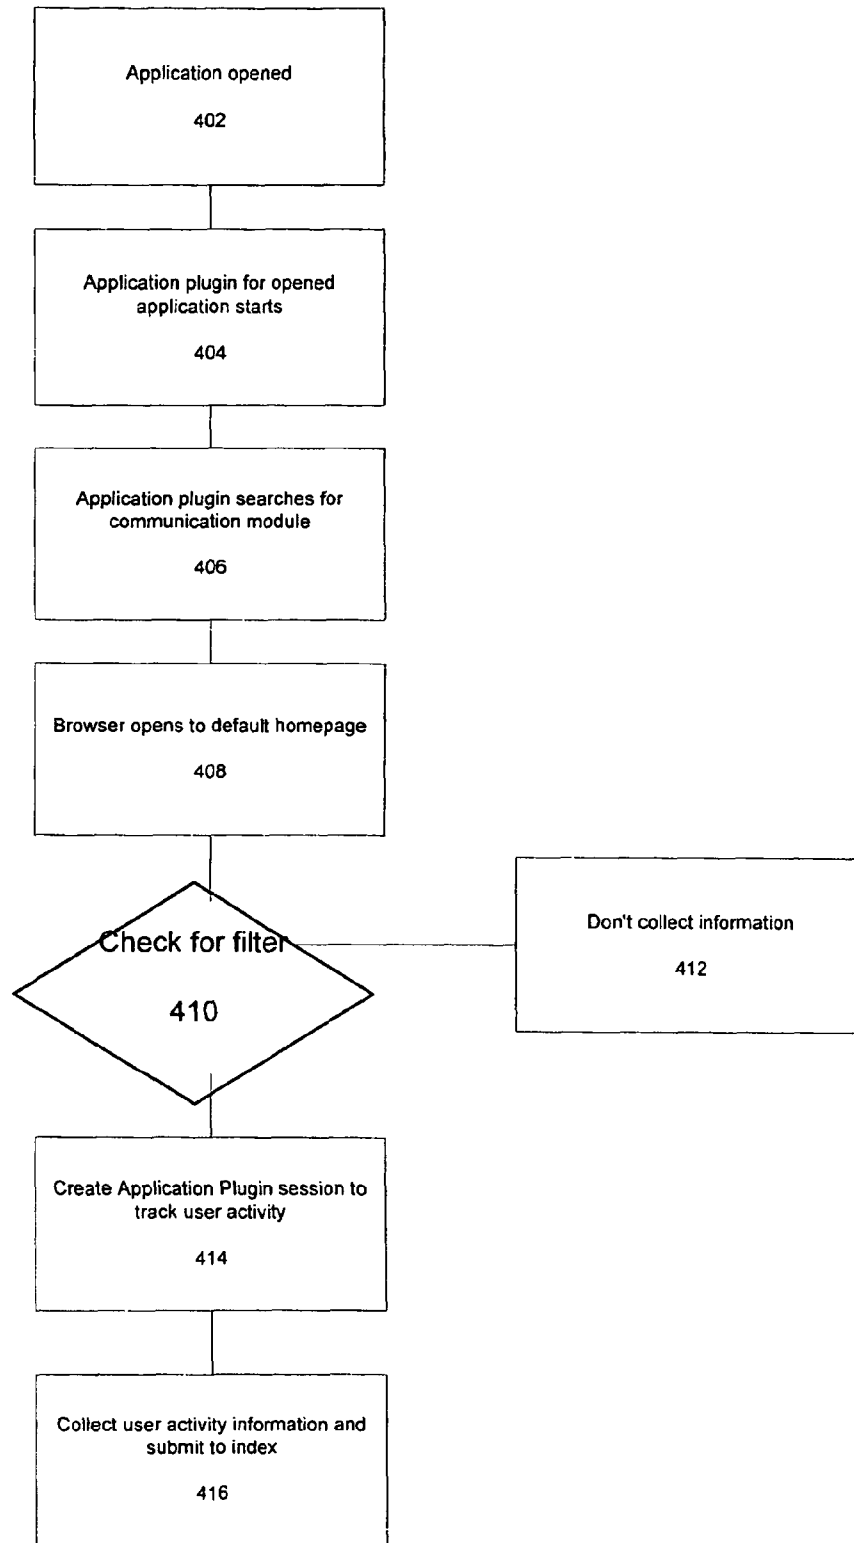 Application opened
402
Application plugin for opened
application starts
404
Application plugin searches for
communication module
406
Browser opens to default homepage
408
Check for filter
410
Don't collect information
412
Create Application Plugin session to
track user activity
414
Collect user activity information and
submit to index
416